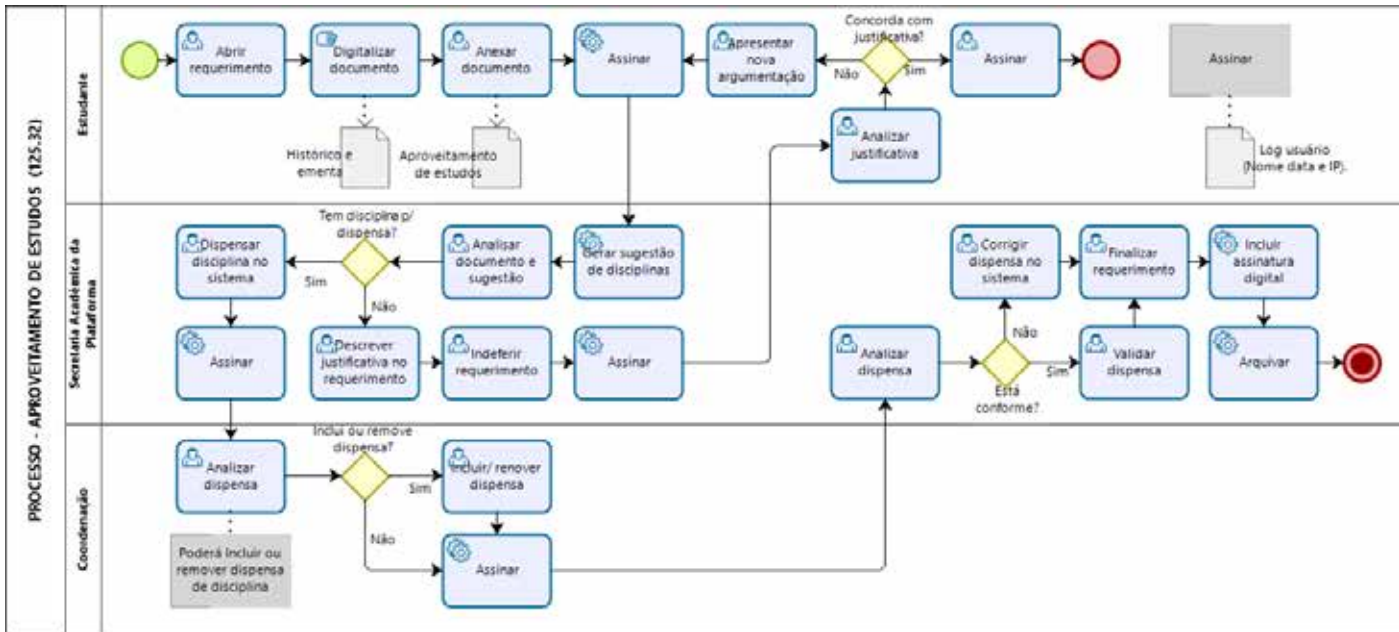 PROCESSO - APROVEITAMENTO DE ESTUDOS (125.32)
Estudante
Abrir
requerimento
Digitalizar
documento
Anexar
documento
Assinar
Apresentar
nova
argumentação
Concorda com
justificativa?
Não
Sim
Assinar
Assinar
Histórico e
ementa
Aproveitamento
de estudos
Analizar
justificativa
Log usuário
(Nome data e IP).
Secretaria Acadêmica da
Plataforma
Dispensar
disciplina no
sistema
Tem disciplina p/
dispensa?
Sim
Não
Analisar
documento e
sugestão
Gerar sugestão
de disciplinas
Corrigir
dispensa no
sistema
Finalizar
requerimento
Incluir
assinatura
digital
Assinar
Descrever
justificativa no
requerimento
Indeferir
requerimento
Assinar
Analizar
dispensa
Não
Sim
Está
conforme?
Validar
dispensa
Arquivar
Coordenação
Analizar
dispensa
Inclui ou remove
dispensa?
Sim
Não
Incluir/ renover
dispensa
Poderá Incluir ou
remover dispensa
de disciplina
Assinar